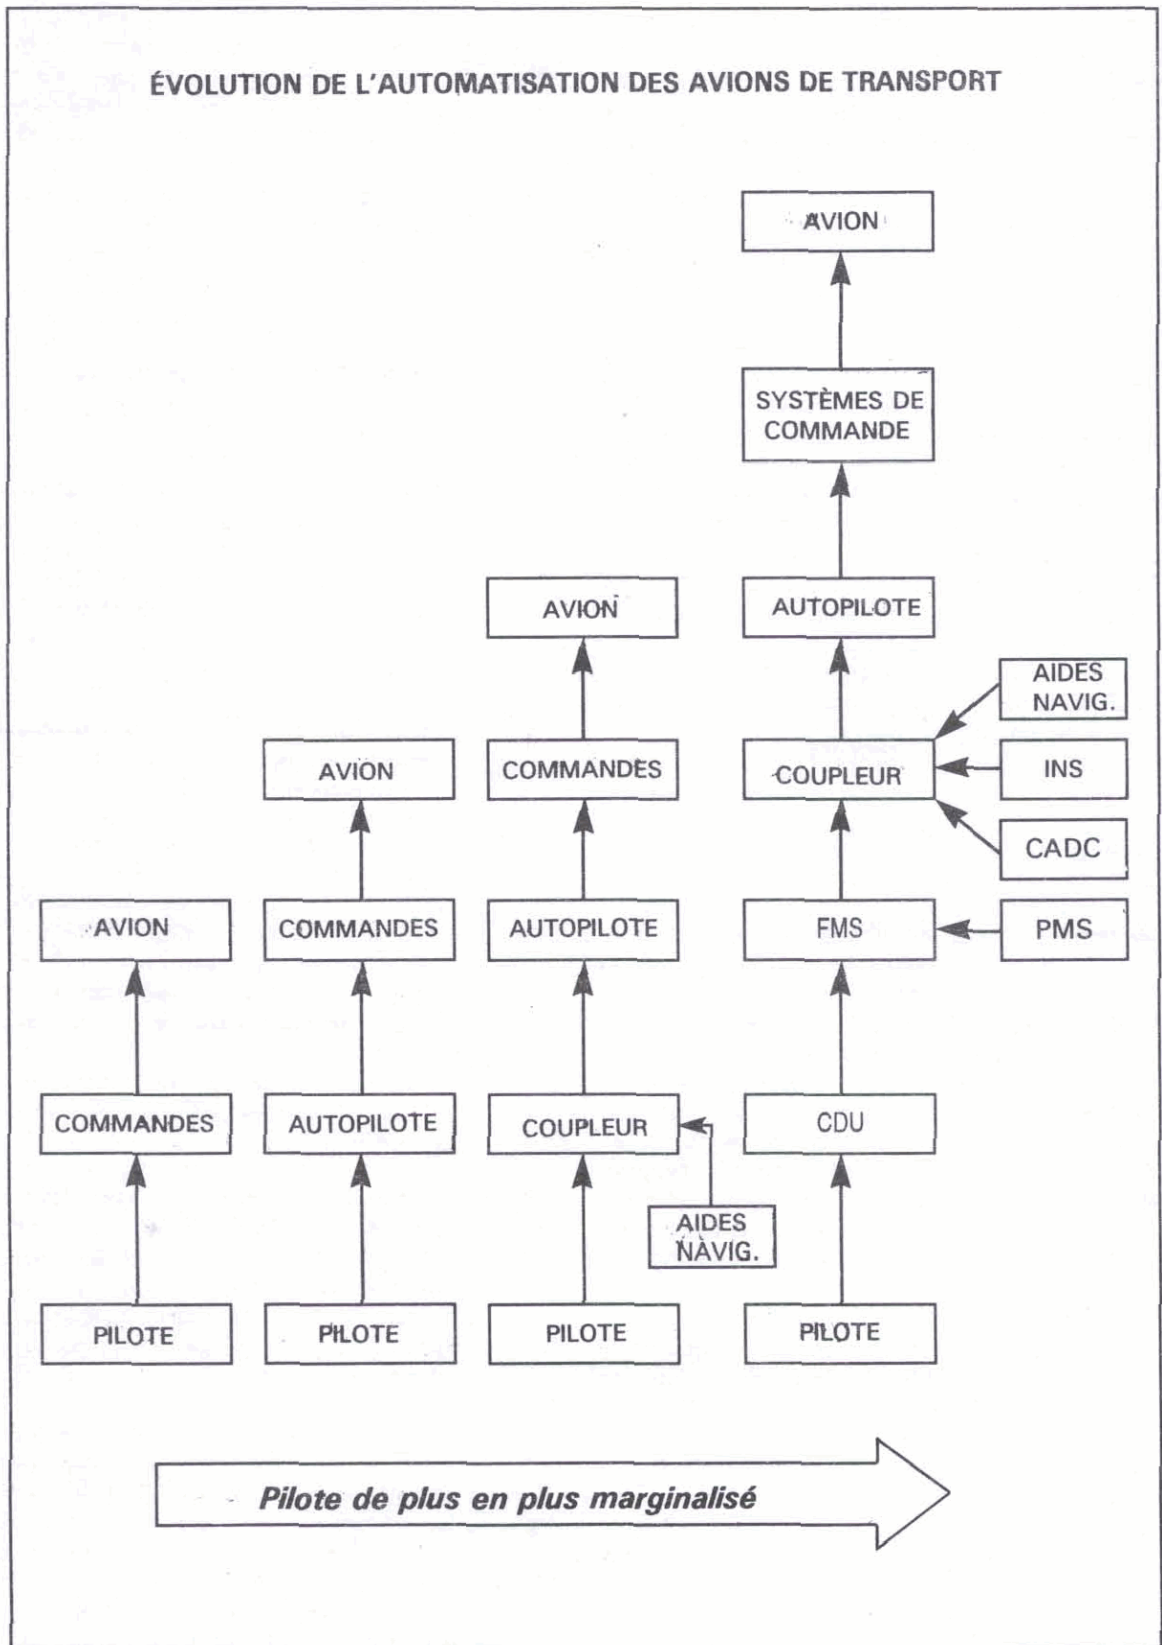 ÉVOLUTION DE L'AUTOMATISATION DES AVIONS DE TRANSPORT
AVION
COMMANDES
PILOTE
AVION
COMMANDES
AUTOPILOTE
PILOTE
AVION
COMMANDES
AUTOPILOTE
COUPLEUR
AIDES
NAVIG.
PILOTE
AVION
SYSTÈMES DE
COMMANDE
AUTOPILOTE
COUPLEUR
AIDES
NAVIG.
INS
CADC
FMS
PMS
CDU
PILOTE
Pilote de plus en plus marginalisé